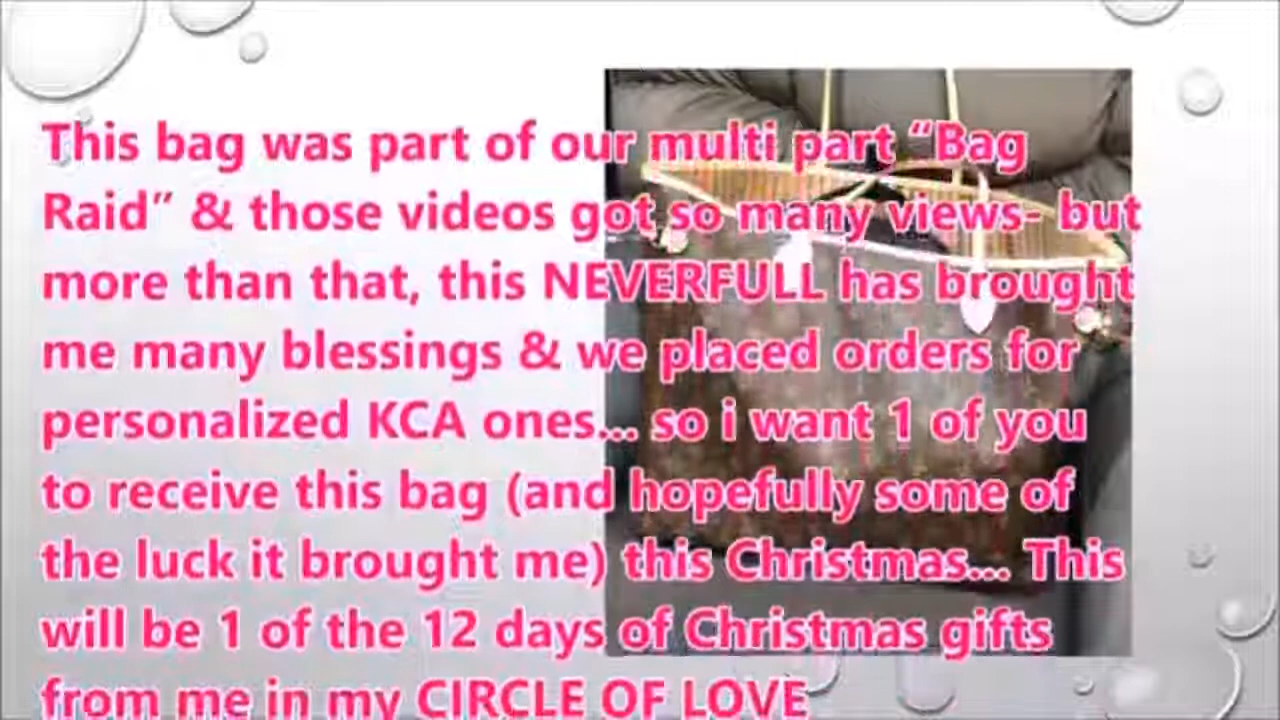 This bag was part of our multi part “Bag
Raid” & those videos got so many views- but
more than that, this NEVERFULL has brought
me many blessings & we placed orders for
personalized KCA ones... so i want 1 of you
to receive this bag (and hopefully some of
the luck it brought me) this Christmas... This
will be 1 of the 12 days of Christmas gifts
from me in my CIRCLE OF LOVE